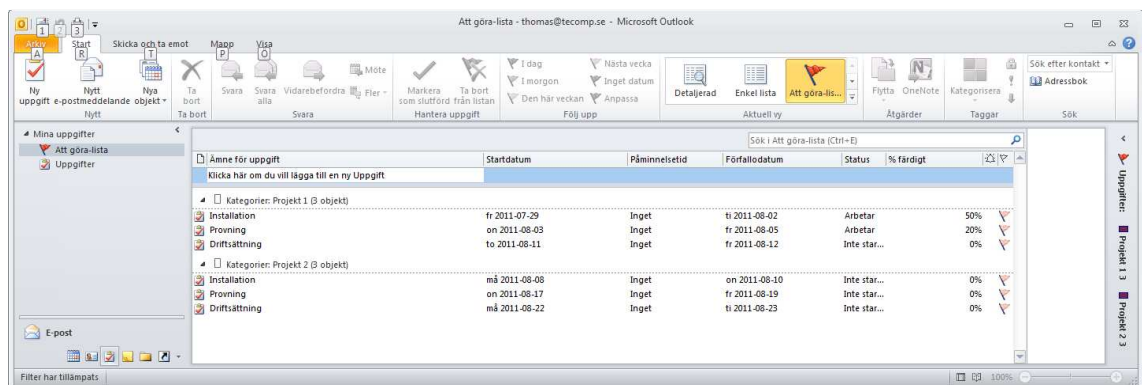 Att göra-lista - thomas@tecomp.se - Microsoft Outlook
1 2 3
Arkiv Start Skicka och ta emot Mapp Visa
A R T P O
Ny uppgift
Nytt e-postmeddelande
Nya objekt
Nytt
Ta bort
Ta bort
Svara
Svara alla
Vidarebefordra
Möte
Fler
Svara
Markera som slutförd
Ta bort från listan
Hantera uppgift
I dag
I morgon
Den här veckan
Nästa vecka
Inget datum
Anpassa
Följ upp
Detaljerad
Enkel lista
Att göra-lis...
Aktuell vy
Flytta
OneNote
Åtgärder
Kategorisera
Taggar
Sök efter kontakt
Adressbok
Sök
Mina uppgifter
Att göra-lista
Uppgifter
E-post
Sök i Att göra-lista (Ctrl+E)
Ämne för uppgift Startdatum Påminnelsetid Förfallodatum Status % färdigt
Klicka här om du vill lägga till en ny Uppgift
Kategorier: Projekt 1 (3 objekt)
Installation fr 2011-07-29 Inget ti 2011-08-02 Arbetar 50%
Provning on 2011-08-03 Inget fr 2011-08-05 Arbetar 20%
Driftsättning to 2011-08-11 Inget fr 2011-08-12 Inte star... 0%
Kategorier: Projekt 2 (3 objekt)
Installation må 2011-08-08 Inget on 2011-08-10 Inte star... 0%
Provning on 2011-08-17 Inget fr 2011-08-19 Inte star... 0%
Driftsättning må 2011-08-22 Inget ti 2011-08-23 Inte star... 0%
Uppgifter: Projekt 1 3 Projekt 2 3
Filter har tillämpats
100%